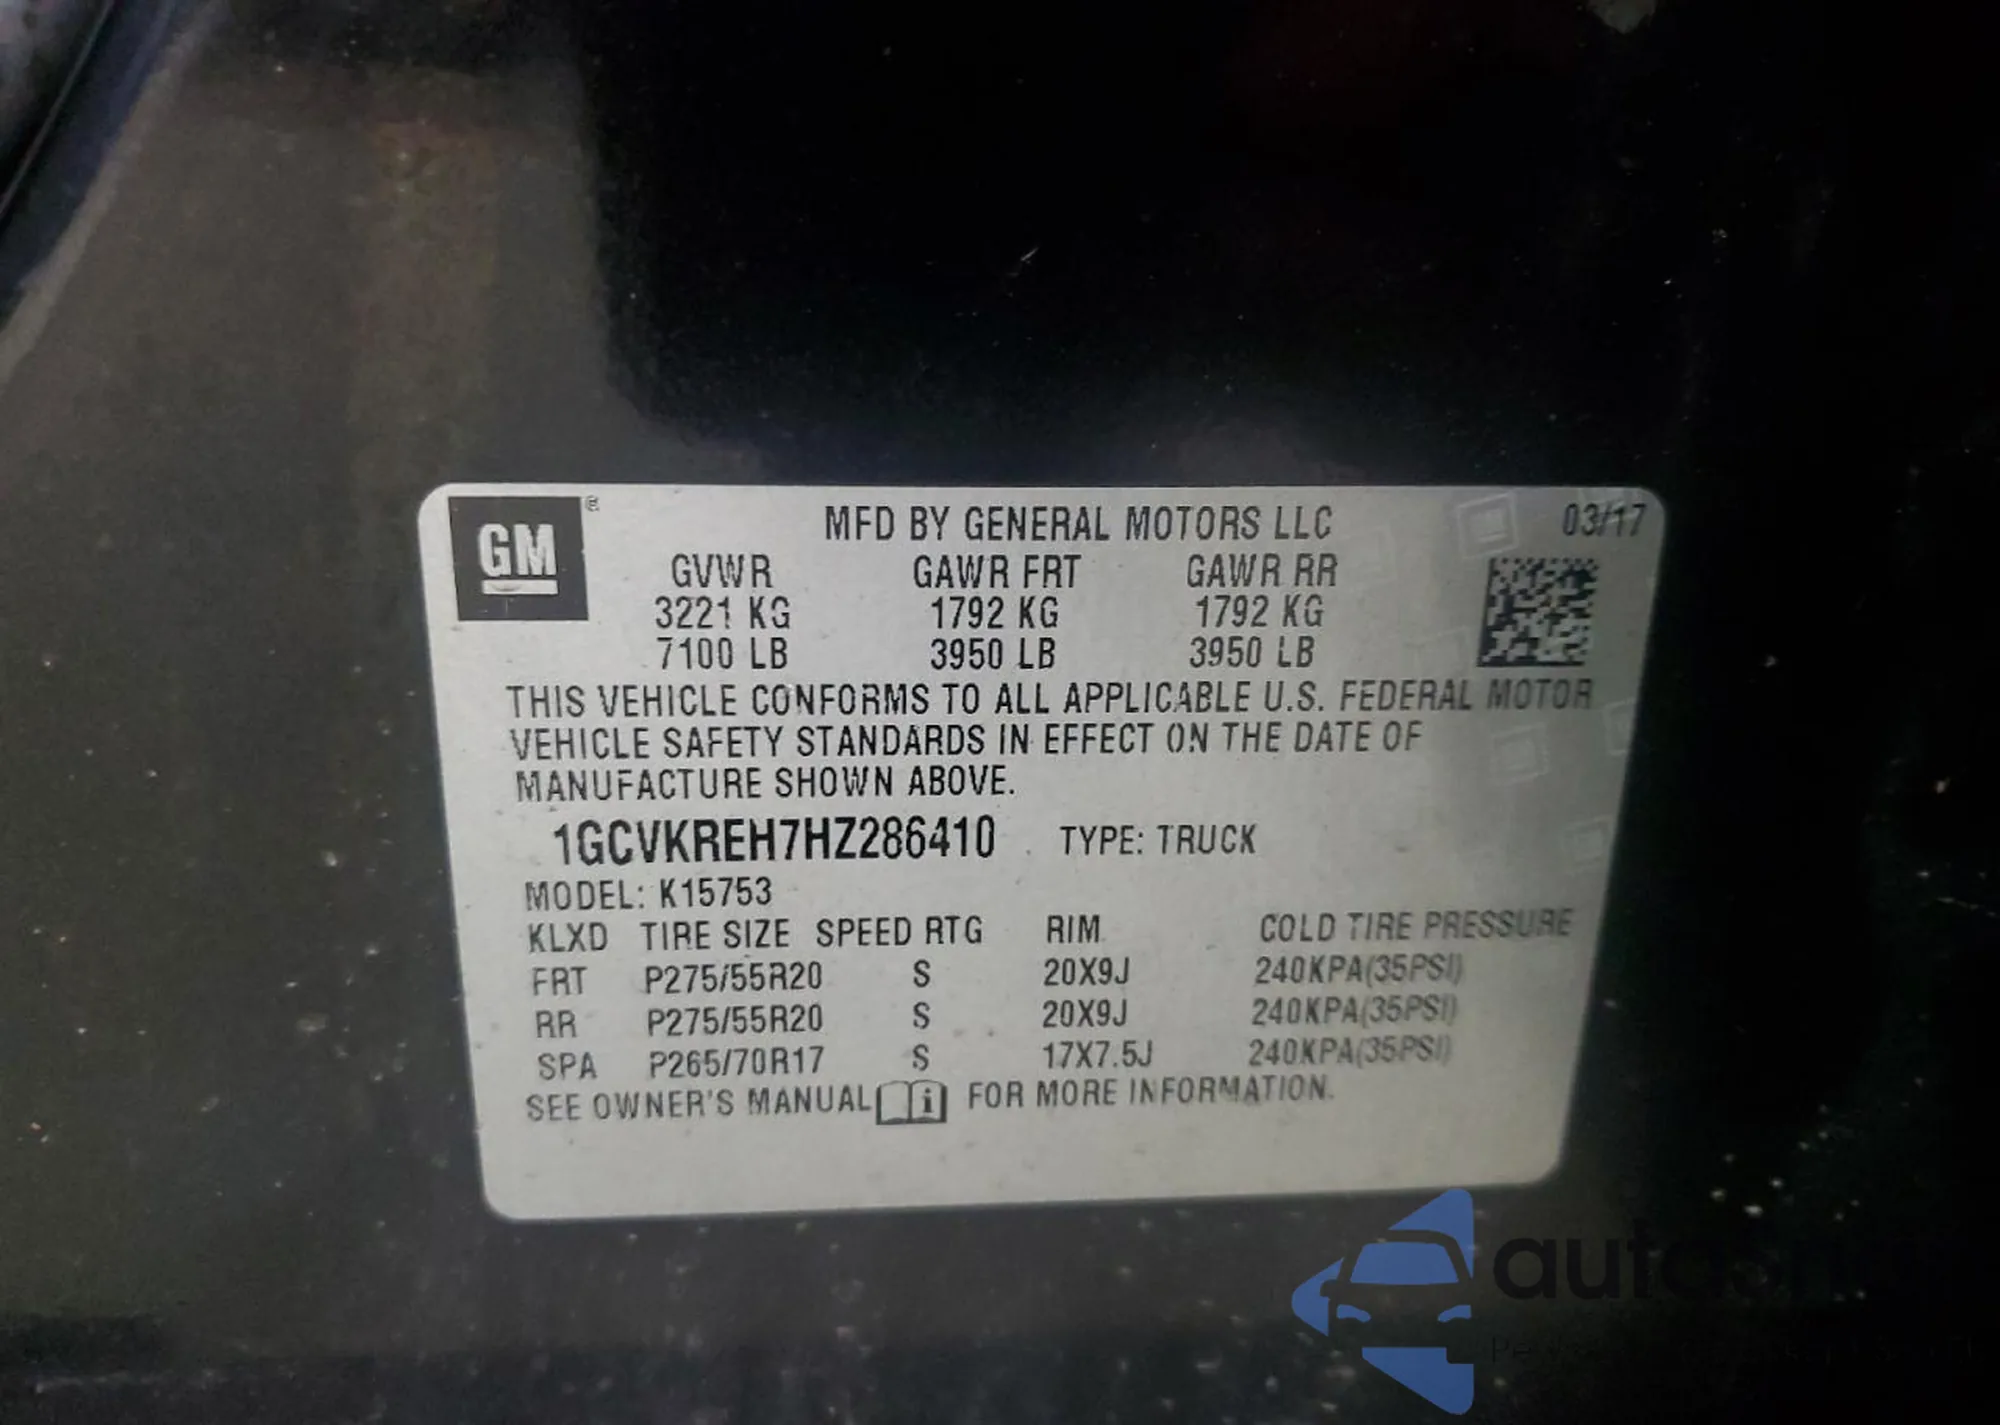 GM
MFD BY GENERAL MOTORS LLC 03/17
GVWR GAWR FRT GAWR RR
3221 KG 1792 KG 1792 KG
7100 LB 3950 LB 3950 LB
THIS VEHICLE CONFORMS TO ALL APPLICABLE U.S. FEDERAL MOTOR
VEHICLE SAFETY STANDARDS IN EFFECT ON THE DATE OF
MANUFACTURE SHOWN ABOVE.
1GCVKREH7HZ286410 TYPE: TRUCK
MODEL: K15753
KLXD TIRE SIZE SPEED RTG RIM COLD TIRE PRESSURE
FRT P275/55R20 S 20X9J 240KPA(35PSI)
RR P275/55R20 S 20X9J 240KPA(35PSI)
SPA P265/70R17 S 17X7.5J 240KPA(35PSI)
SEE OWNER'S MANUAL i FOR MORE INFORMATION.